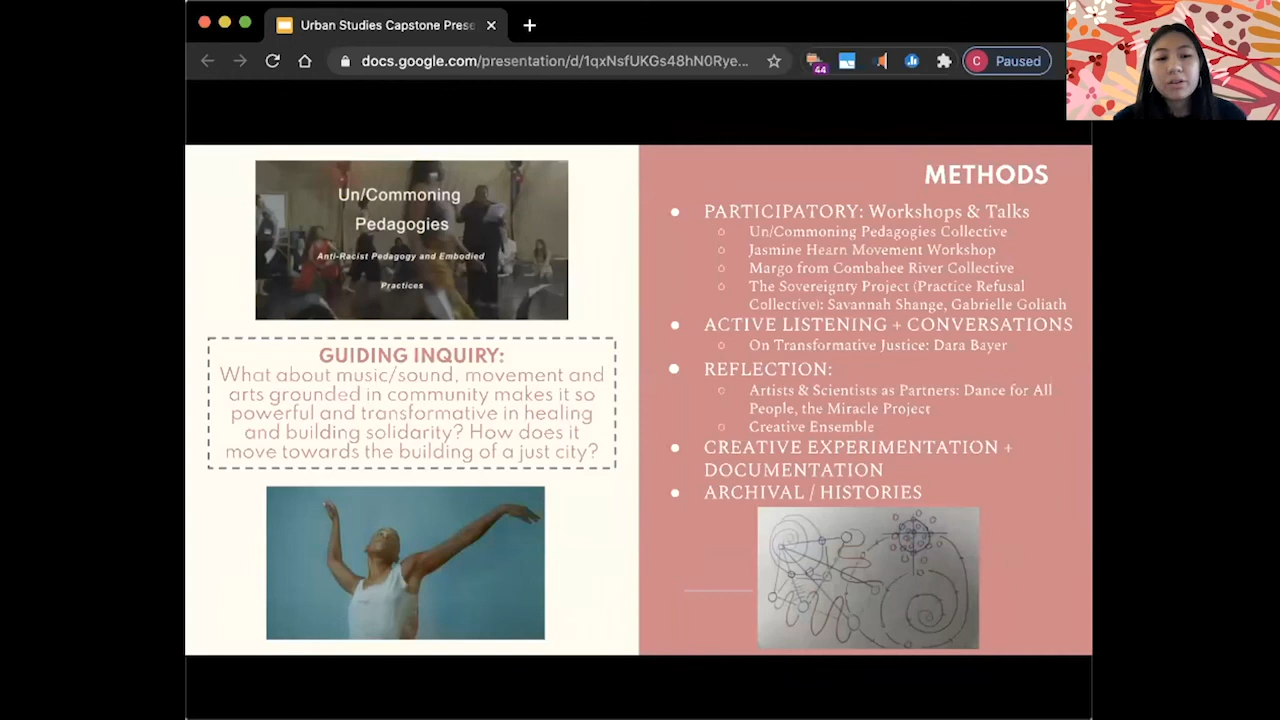 Urban Studies Capstone Prese
docs.google.com/presentation/d/1qxNsfUKGs48hN0Rye...
44
C
Paused
Un/Commoning
Pedagogies
Anti-Racist Pedagogy and Embodied
Practices
GUIDING INQUIRY:
What about music/sound, movement and
arts grounded in community makes it so
powerful and transformative in healing
and building solidarity? How does it
move towards the building of a just city?
METHODS
• PARTICIPATORY: Workshops & Talks
○ Un/Commoning Pedagogies Collective
○ Jasmine Hearn Movement Workshop
○ Margo from Combahee River Collective
○ The Sovereignty Project (Practice Refusal
Collective): Savannah Shange, Gabrielle Goliath
• ACTIVE LISTENING + CONVERSATIONS
○ On Transformative Justice: Dara Bayer
• REFLECTION:
○ Artists & Scientists as Partners: Dance for All
People, the Miracle Project
○ Creative Ensemble
• CREATIVE EXPERIMENTATION +
DOCUMENTATION
• ARCHIVAL / HISTORIES